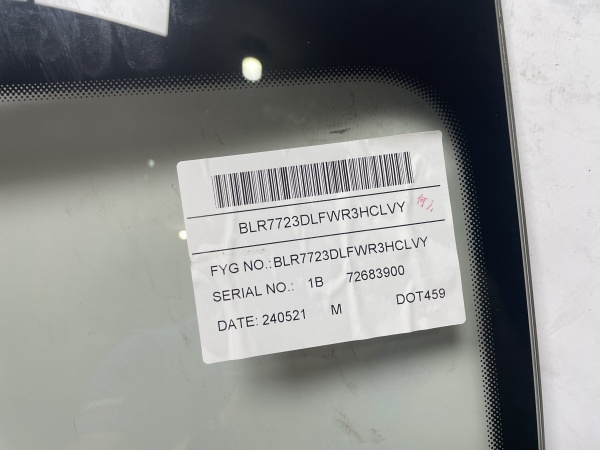 BLR7723DLFWR3HCLVY
FYG NO.:BLR7723DLFWR3HCLVY
SERIAL NO.: 1B 72683900
DATE: 240521 M DOT459